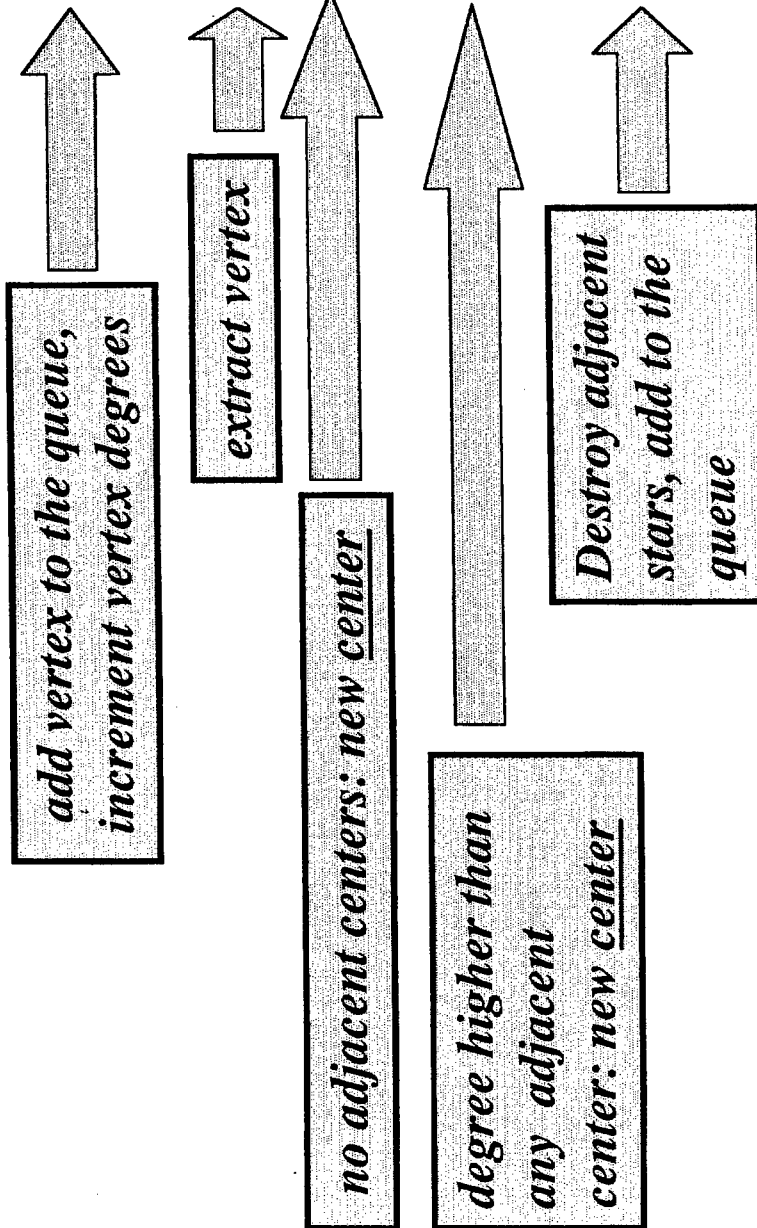 add vertex to the queue,
increment vertex degrees
extract vertex
no adjacent centers: new center
degree higher than
any adjacent
center: new center
Destroy adjacent
stars, add to the
queue